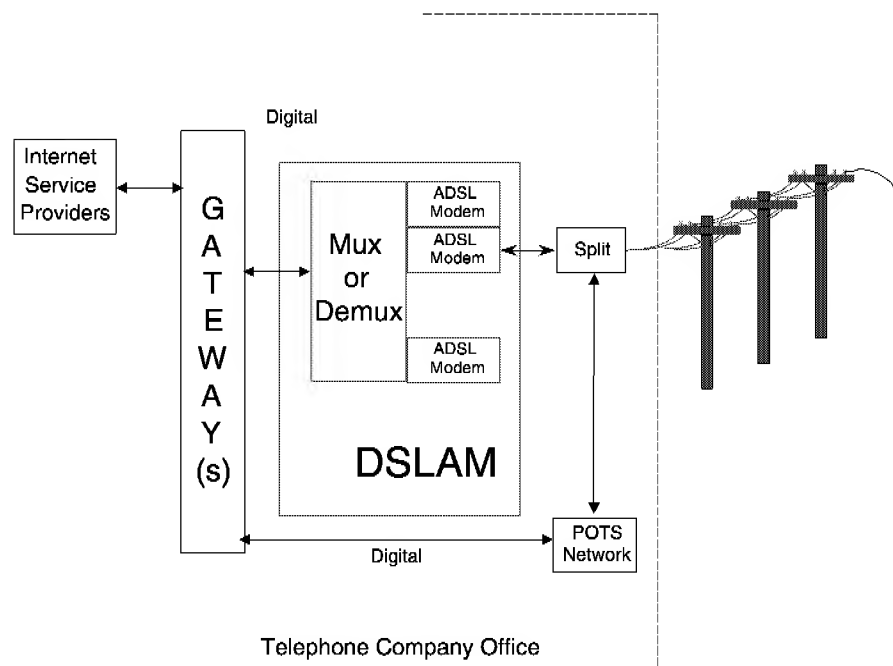 Digital
Internet
Service
Providers
G
A
T
E
W
A
Y
(s)
Mux
or
Demux
ADSL
Modem
ADSL
Modem
ADSL
Modem
Split
DSLAM
POTS
Network
Digital
Telephone Company Office